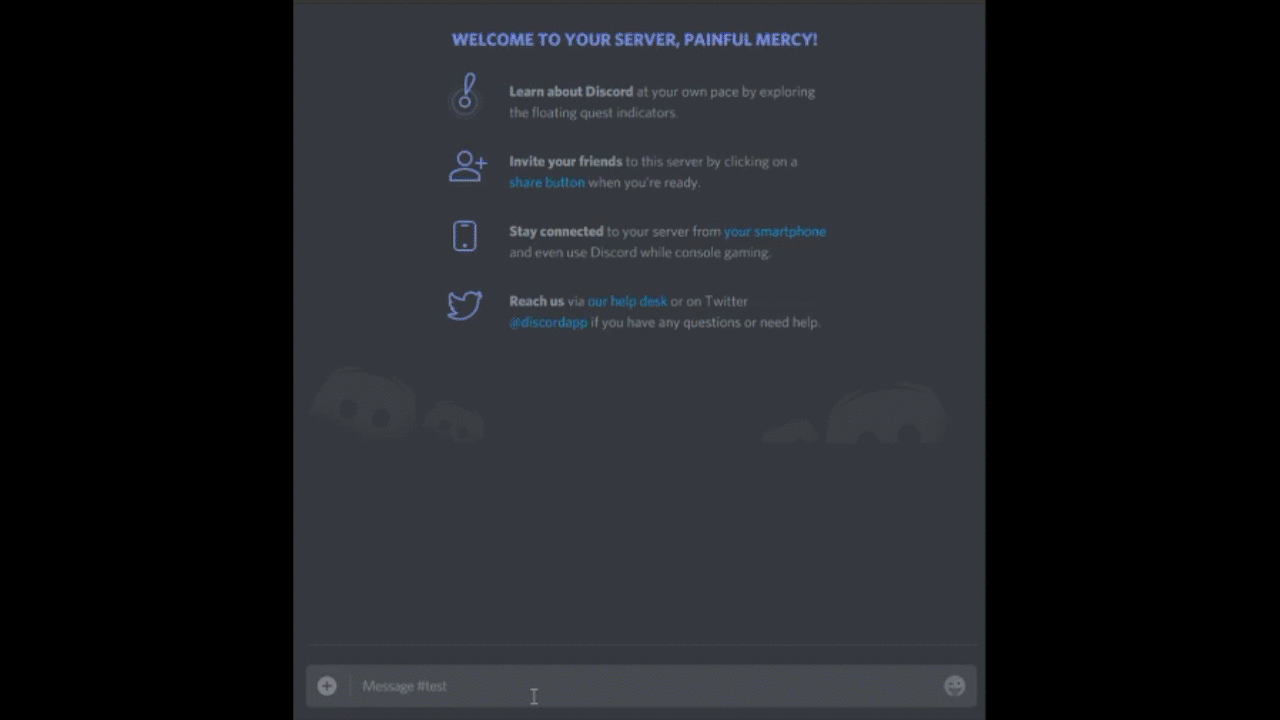 WELCOME TO YOUR SERVER, PAINFUL MERCY!
Learn about Discord at your own pace by exploring
the floating quest indicators.
Invite your friends to this server by clicking on a
share button when you're ready.
Stay connected to your server from your smartphone
and even use Discord while console gaming.
Reach us via our help desk or on Twitter
@discordapp if you have any questions or need help.
Message #test